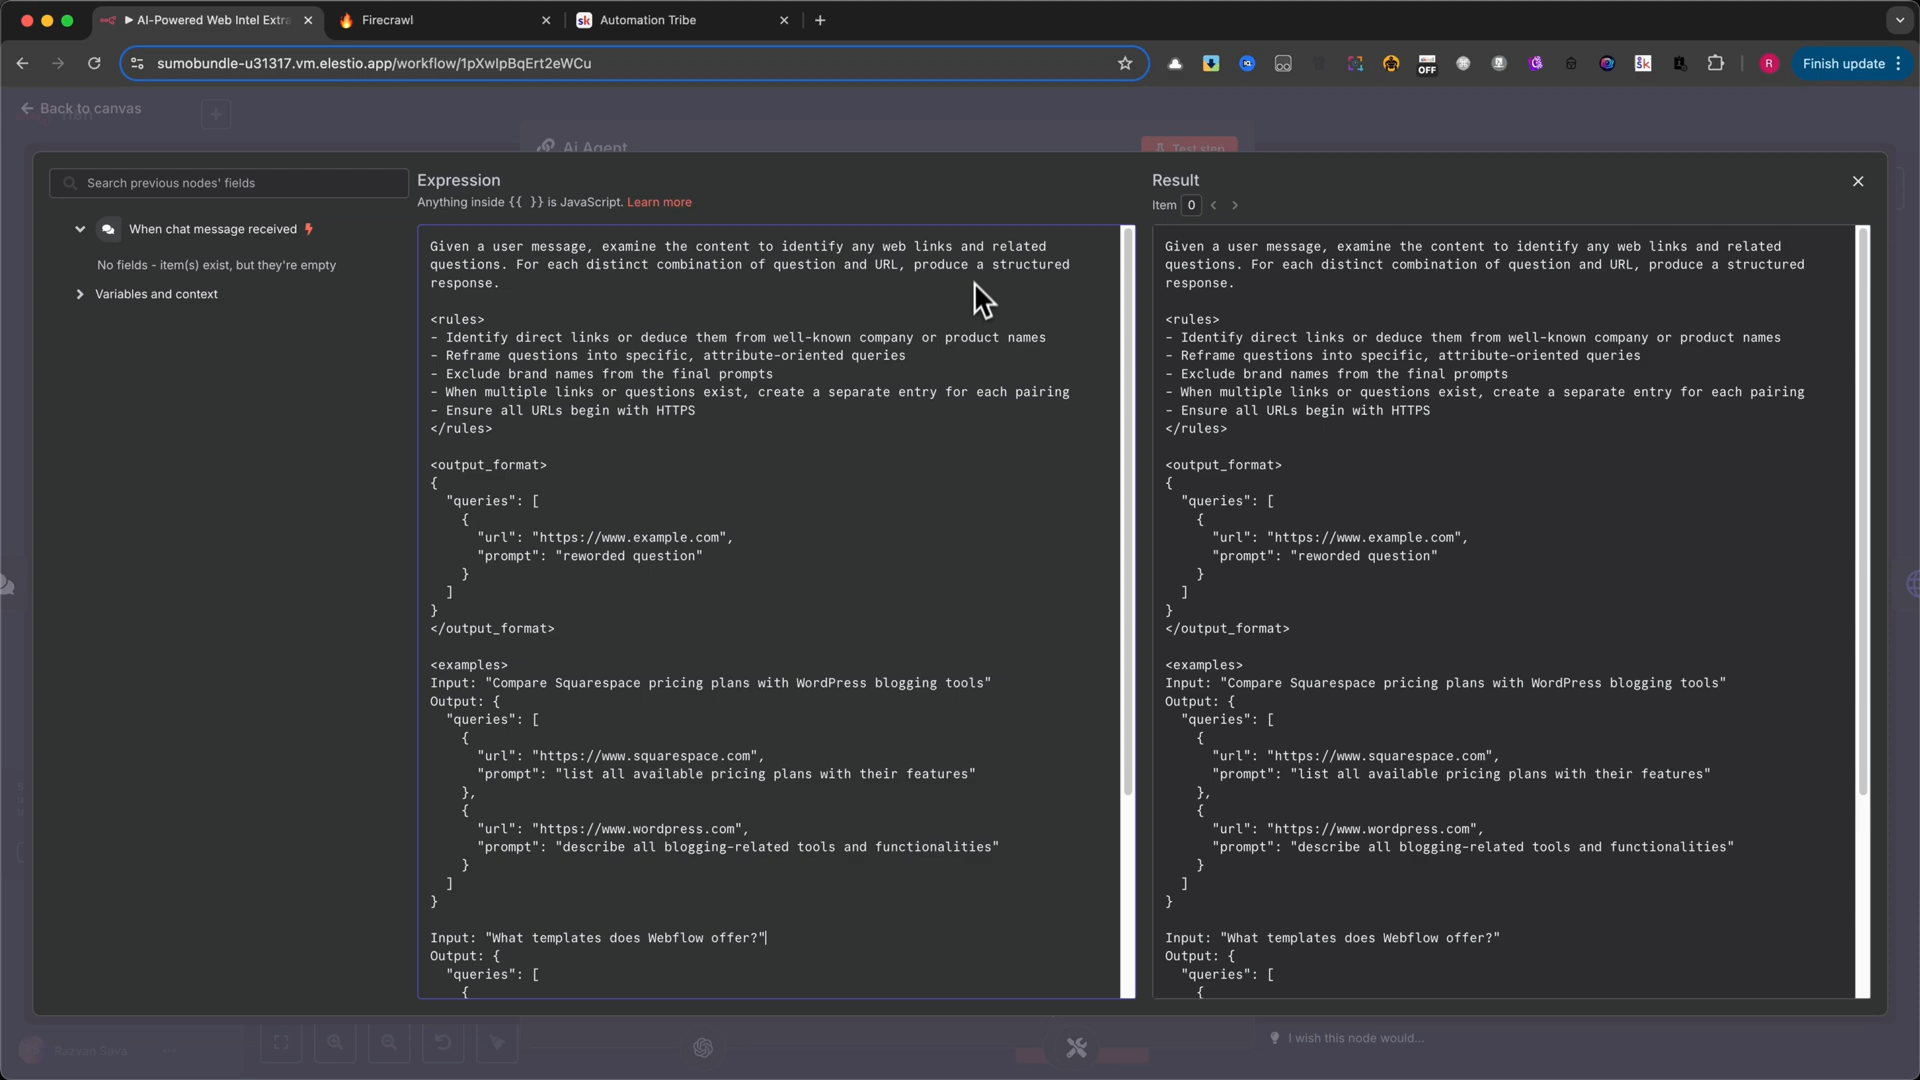 AI-Powered Web Intel Extra
Firecrawl
sk
Automation Tribe
sumobundle-u31317.vm.elestio.app/workflow/1pXwlpBqErt2eWCu
OFF
sk
R
Finish update
Back to canvas
Ai Agent
Test step
Search previous nodes' fields
When chat message received
No fields - item(s) exist, but they're empty
Variables and context
Expression
Anything inside {{ }} is JavaScript. Learn more
Given a user message, examine the content to identify any web links and related
questions. For each distinct combination of question and URL, produce a structured
response.
<rules>
- Identify direct links or deduce them from well-known company or product names
- Reframe questions into specific, attribute-oriented queries
- Exclude brand names from the final prompts
- When multiple links or questions exist, create a separate entry for each pairing
- Ensure all URLs begin with HTTPS
</rules>
<output_format>
{
"queries": [
{
"url": "https://www.example.com",
"prompt": "reworded question"
}
]
}
</output_format>
<examples>
Input: "Compare Squarespace pricing plans with WordPress blogging tools"
Output: {
"queries": [
{
"url": "https://www.squarespace.com",
"prompt": "list all available pricing plans with their features"
},
{
"url": "https://www.wordpress.com",
"prompt": "describe all blogging-related tools and functionalities"
}
]
}
Input: "What templates does Webflow offer?"
Output: {
"queries": [
{
Result
Item 0
Given a user message, examine the content to identify any web links and related
questions. For each distinct combination of question and URL, produce a structured
response.
<rules>
- Identify direct links or deduce them from well-known company or product names
- Reframe questions into specific, attribute-oriented queries
- Exclude brand names from the final prompts
- When multiple links or questions exist, create a separate entry for each pairing
- Ensure all URLs begin with HTTPS
</rules>
<output_format>
{
"queries": [
{
"url": "https://www.example.com",
"prompt": "reworded question"
}
]
}
</output_format>
<examples>
Input: "Compare Squarespace pricing plans with WordPress blogging tools"
Output: {
"queries": [
{
"url": "https://www.squarespace.com",
"prompt": "list all available pricing plans with their features"
},
{
"url": "https://www.wordpress.com",
"prompt": "describe all blogging-related tools and functionalities"
}
]
}
Input: "What templates does Webflow offer?"
Output: {
"queries": [
{
Razvan Sava
I wish this node would...